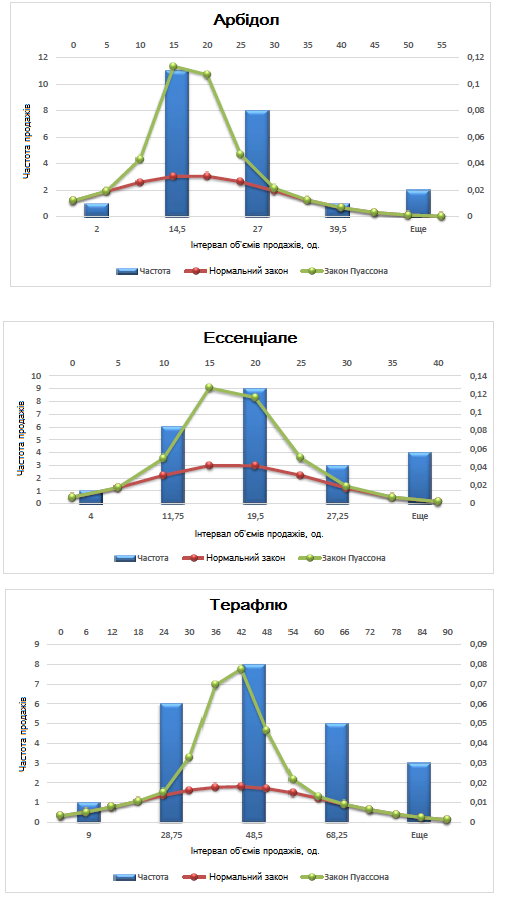 Арбідол
0 5 10 15 20 25 30 35 40 45 50 55
12 0,12
10 0,1
8 0,08
6 0,06
4 0,04
2 0,02
0 0
Частота продажів
2 14,5 27 39,5 Еще
Інтервал об'ємів продажів, од.
Частота Нормальний закон Закон Пуассона
Ессенціале
0 5 10 15 20 25 30 35 40
10 0,14
9 0,12
8 0,1
7 0,08
6 0,06
5 0,04
4 0,02
3 0
2
1
0
Частота продажів
4 11,75 19,5 27,25 Еще
Інтервал об'ємів продажів, од.
Частота Нормальний закон Закон Пуассона
Терафлю
0 6 12 18 24 30 36 42 48 54 60 66 72 78 84 90
9 0,09
8 0,08
7 0,07
6 0,06
5 0,05
4 0,04
3 0,03
2 0,02
1 0,01
0 0
Частота продажів
9 28,75 48,5 68,25 Еще
Інтервал об'ємів продажів, од.
Частота Нормальний закон Закон Пуассона